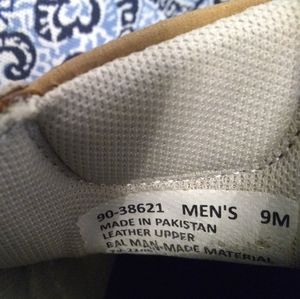 90-38621 MEN'S 9M
MADE IN PAKISTAN
LEATHER UPPER
BAL MAN-MADE MATERIAL